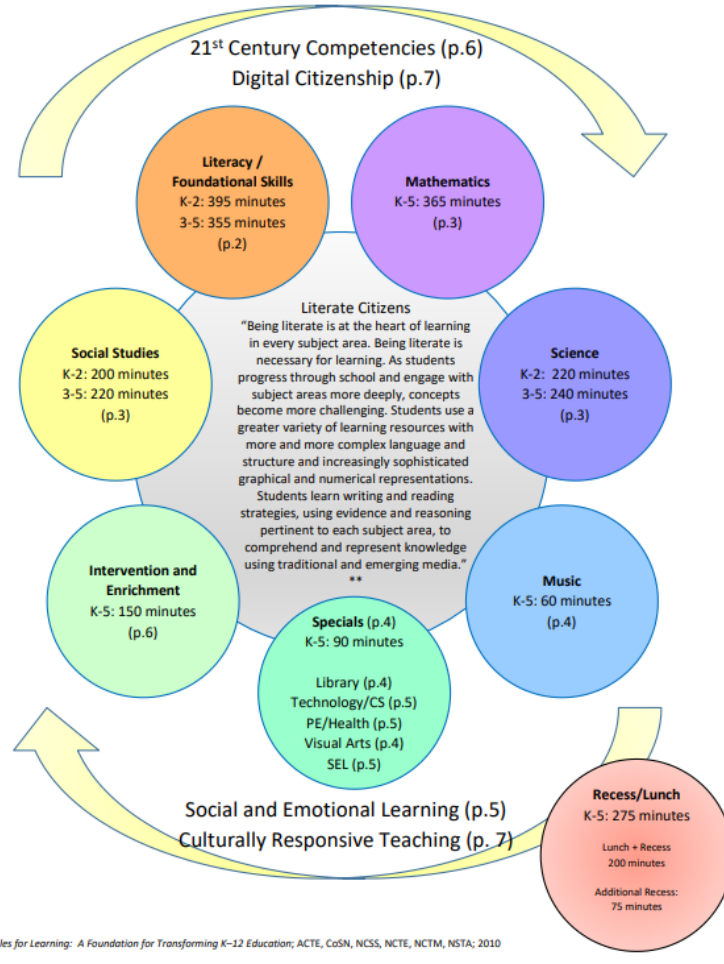 21st Century Competencies (p.6)
Digital Citizenship (p.7)
Literacy /
Foundational Skills
K-2: 395 minutes
3-5: 355 minutes
(p.2)
Mathematics
K-5: 365 minutes
(p.3)
Social Studies
K-2: 200 minutes
3-5: 220 minutes
(p.3)
Literate Citizens
“Being literate is at the heart of learning
in every subject area. Being literate is
necessary for learning. As students
progress through school and engage with
subject areas more deeply, concepts
become more challenging. Students use a
greater variety of learning resources with
more and more complex language and
structure and increasingly sophisticated
graphical and numerical representations.
Students learn writing and reading
strategies, using evidence and reasoning
pertinent to each subject area, to
comprehend and represent knowledge
using traditional and emerging media.”
**
Science
K-2: 220 minutes
3-5: 240 minutes
(p.3)
Intervention and
Enrichment
K-5: 150 minutes
(p.6)
Specials (p.4)
K-5: 90 minutes
Library (p.4)
Technology/CS (p.5)
PE/Health (p.5)
Visual Arts (p.4)
SEL (p.5)
Music
K-5: 60 minutes
(p.4)
Social and Emotional Learning (p.5)
Culturally Responsive Teaching (p. 7)
Recess/Lunch
K-5: 275 minutes
Lunch + Recess
200 minutes
Additional Recess:
75 minutes
for Learning: A Foundation for Transforming K–12 Education; ACTE, CoSN, NCSS, NCTE, NCTM, NSTA; 2010